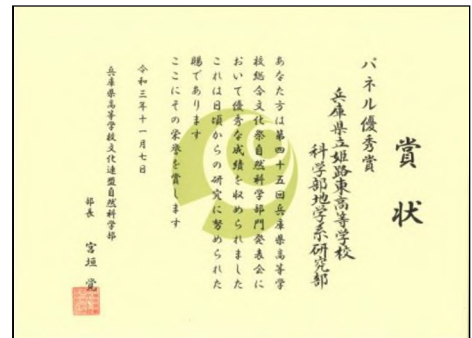 賞状
パネル優秀賞
兵庫県立姫路東高等学校
科学部地学系研究部
あなた方は第四十五回兵庫県高等学
校総合文化祭自然科学部門発表会に
おいて優秀な成績を収められました
これは日頃からの研究に努められた
賜であります
ここにその栄誉を賞します
令和三年十一月七日
兵庫県高等学校文化連盟自然科学部
部長 宮垣覚